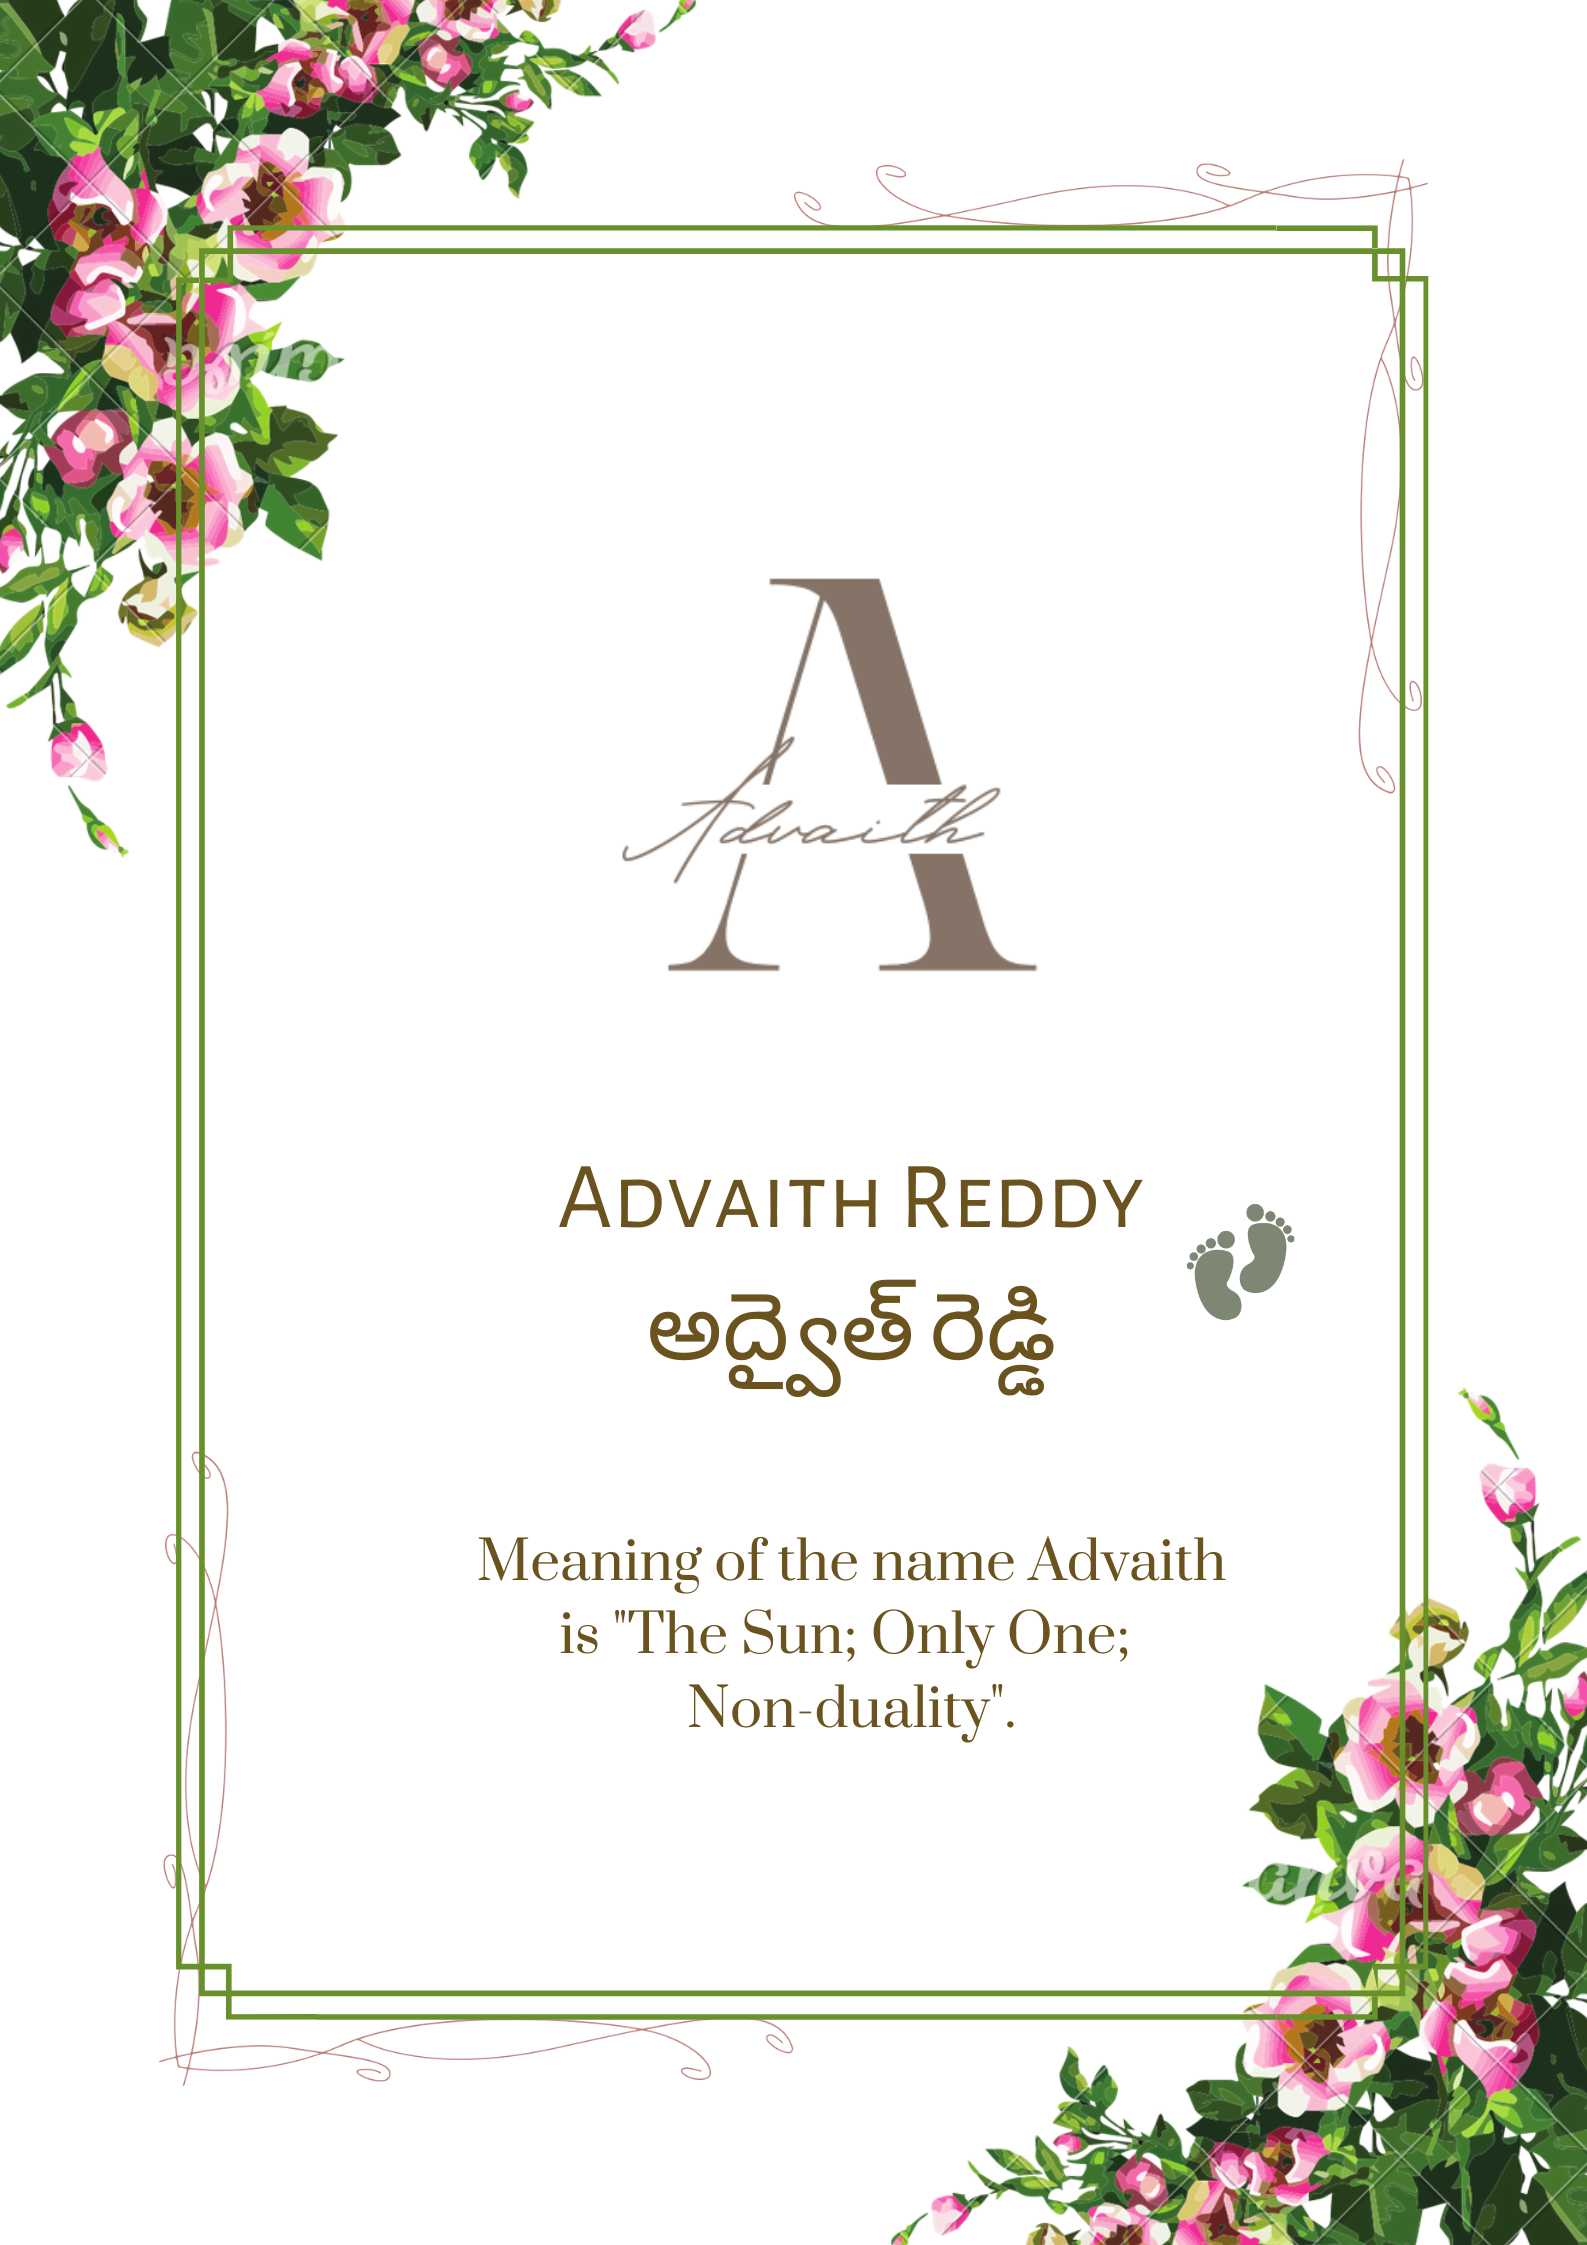 A
Advaith
Advaith Reddy
అద్వైత్ రెడ్డి
Meaning of the name Advaith
is "The Sun; Only One;
Non-duality".